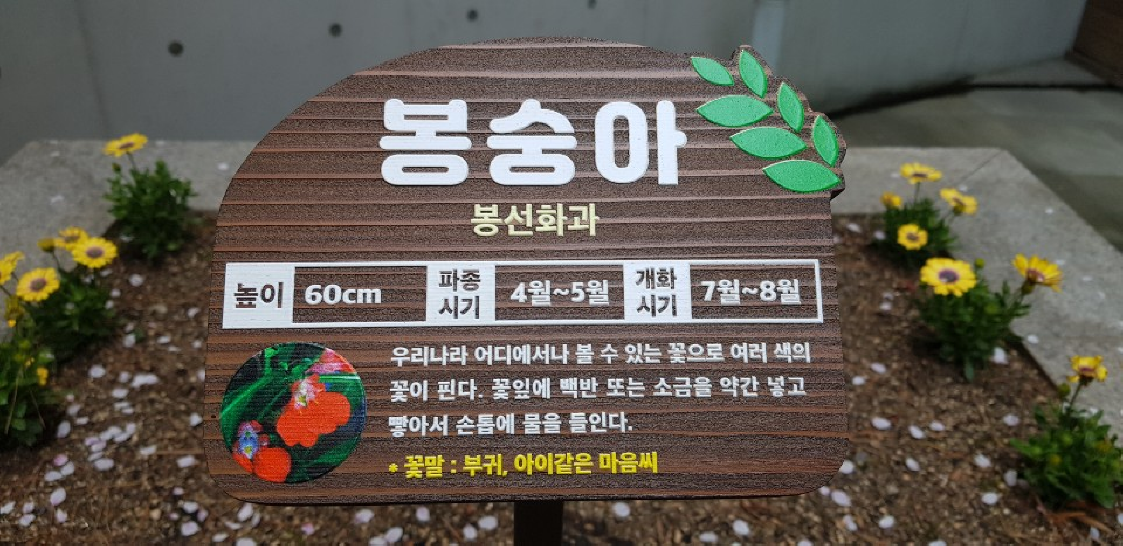 봉숭아
봉선화과
높이 60cm 파종시기 4월~5월 개화시기 7월~8월
우리나라 어디에서나 볼 수 있는 꽃으로 여러 색의
꽃이 핀다. 꽃잎에 백반 또는 소금을 약간 넣고
빻아서 손톱에 물을 들인다.
* 꽃말 : 부귀, 아이같은 마음씨